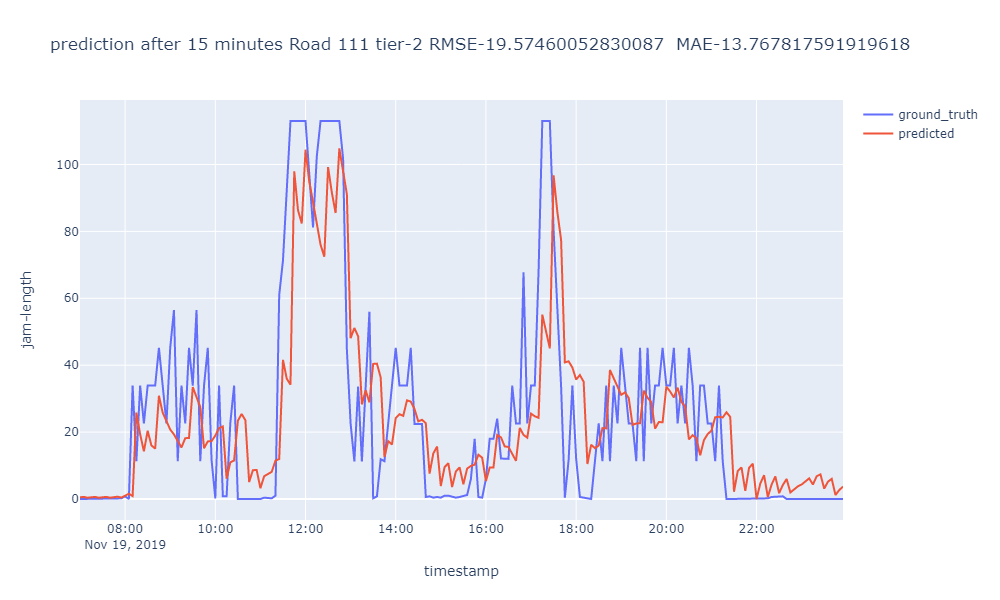 prediction after 15 minutes Road 111 tier-2 RMSE-19.57460052830087  MAE-13.767817591919618
ground_truth
predicted
jam-length
100
80
60
40
20
0
08:00 10:00 12:00 14:00 16:00 18:00 20:00 22:00
Nov 19, 2019
timestamp